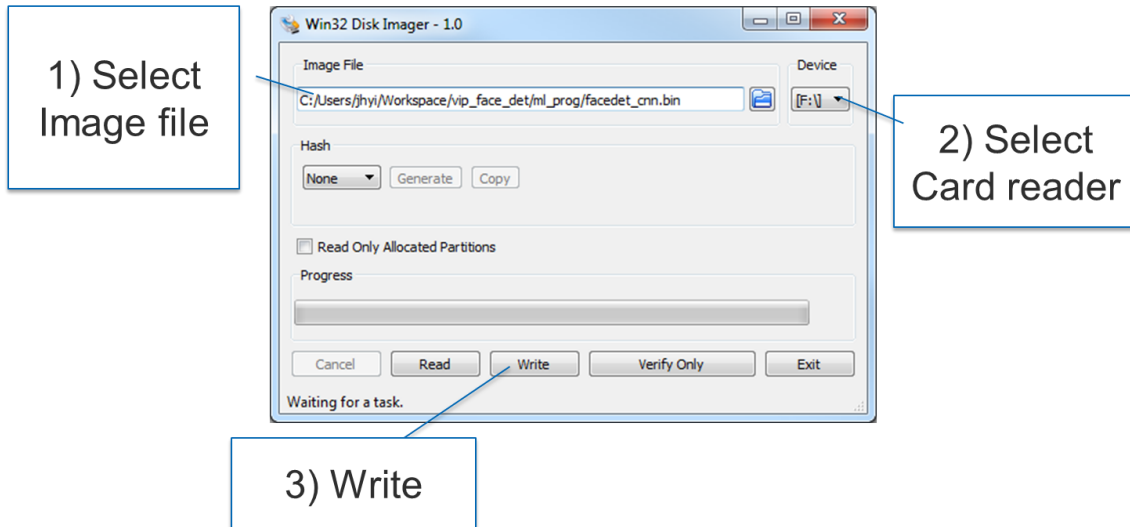 Win32 Disk Imager - 1.0
1) Select
Image file
Image File
Device
C:/Users/jhyi/Workspace/vip_face_det/ml_prog/facedet_cnn.bin
[F:\]
2) Select
Card reader
Hash
None
Generate
Copy
Read Only Allocated Partitions
Progress
Cancel
Read
Write
Verify Only
Exit
Waiting for a task.
3) Write